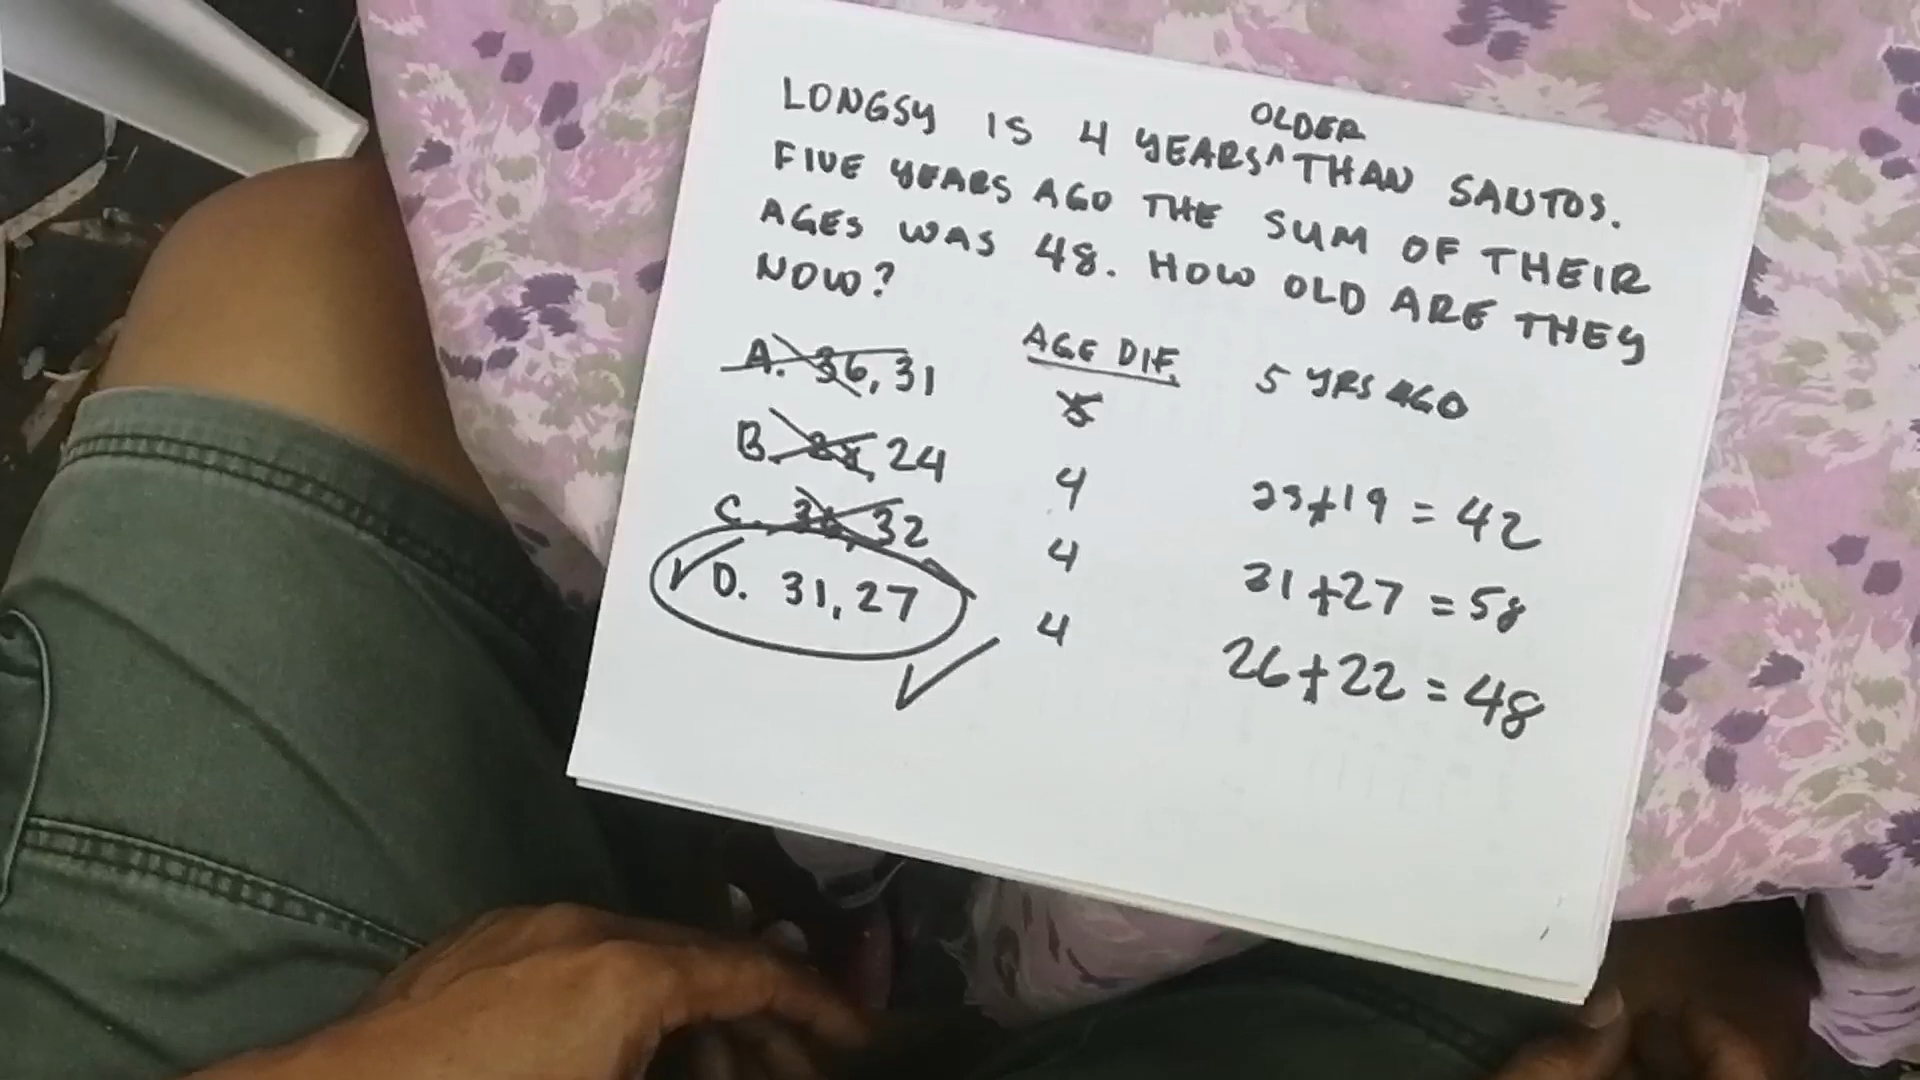 OLDER
LONGSY IS 4 YEARS^THAN SANTOS.
FIVE YEARS AGO THE SUM OF THEIR
AGES WAS 48. HOW OLD ARE THEY
NOW?
AGE DIF. 5 YRS AGO
A. 36, 31 5
B. 28, 24 4 23+19=42
C. 36, 32 4 31+27=58
✓ D. 31, 27 ✓ 4 26+22=48